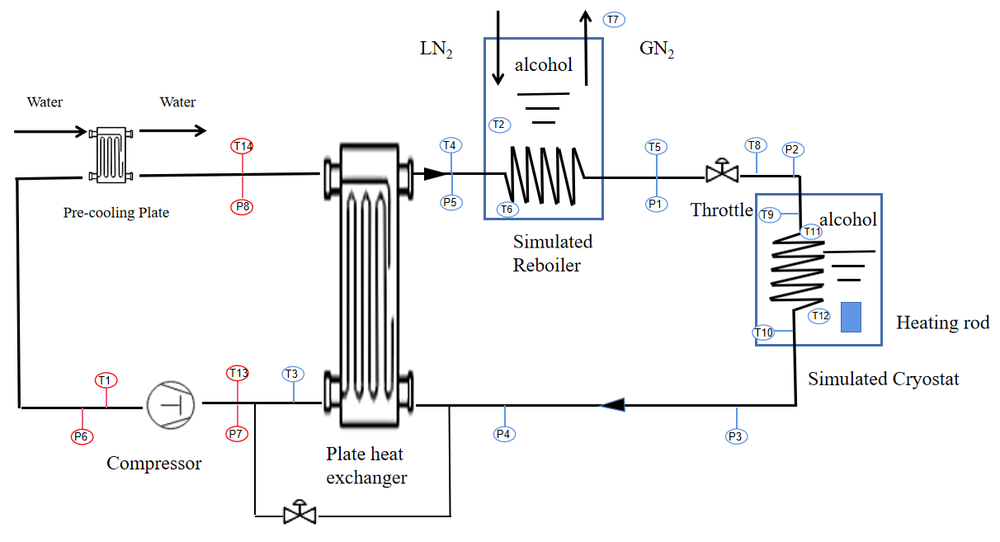 T7
LN2
GN2
alcohol
Water
Water
T2
T14
T4
T5
T8
P2
P8
P5
P1
T6
Pre-cooling Plate
Throttle
T9
alcohol
T11
Simulated
Reboiler
T12
Heating rod
T10
T1
T13
T3
Simulated Cryostat
P6
P7
P4
P3
Compressor
Plate heat
exchanger